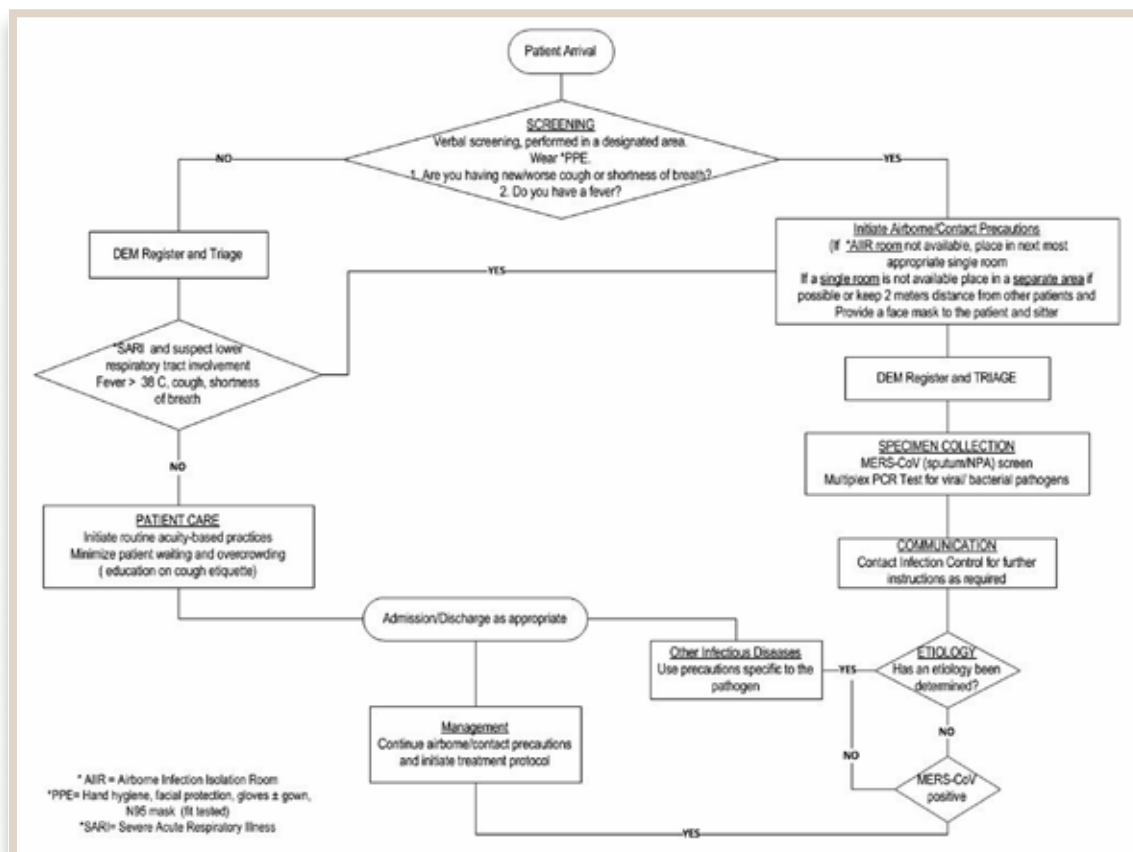 Patient Arrival
SCREENING
Verbal screening, performed in a designated area.
Wear *PPE.
1. Are you having new/worse cough or shortness of breath?
2. Do you have a fever?
NO
YES
DEM Register and Triage
Initiate Airborne/Contact Precautions
(If *AIIR room not available, place in next most
appropriate single room
If a single room is not available place in a separate area if
possible or keep 2 meters distance from other patients and
Provide a face mask to the patient and sitter
YES
*SARI and suspect lower
respiratory tract involvement
Fever > 38 C, cough, shortness
of breath
DEM Register and TRIAGE
NO
SPECIMEN COLLECTION
MERS-CoV (sputum/NPA) screen
Multiplex PCR Test for viral/ bacterial pathogens
PATIENT CARE
Initiate routine acuity-based practices
Minimize patient waiting and overcrowding
( education on cough etiquette)
COMMUNICATION
Contact Infection Control for further
instructions as required
Admission/Discharge as appropriate
Other Infectious Diseases
Use precautions specific to the
pathogen
YES
ETIOLOGY
Has an etiology been
determined?
Management
Continue airborne/contact precautions
and initiate treatment protocol
NO
NO
MERS-CoV
positive
* AIIR = Airborne Infection Isolation Room
*PPE= Hand hygiene, facial protection, gloves ± gown,
N95 mask (fit tested)
*SARI= Severe Acute Respiratory Illness
YES